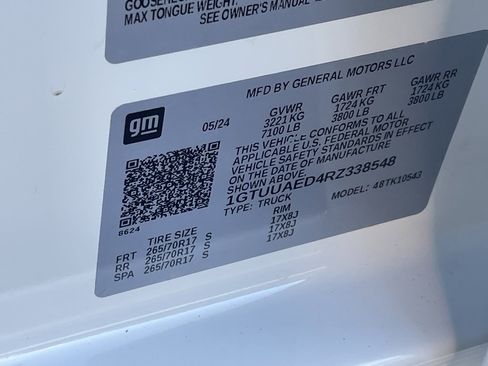 MAX TONGUE WEIGHT.
SEE OWNER'S MANUAL
MFD BY GENERAL MOTORS LLC
gm
05/24
GVWR GAWR FRT GAWR RR
3221 KG 1724 KG 1724 KG
7100 LB 3800 LB 3800 LB
THIS VEHICLE CONFORMS TO ALL
APPLICABLE U.S. FEDERAL MOTOR
VEHICLE SAFETY STANDARDS IN EFFECT
ON THE DATE OF MANUFACTURE
SHOWN ABOVE.
1GTUUAED4RZ338548
TYPE: TRUCK MODEL: 48TK10543
8624
TIRE SIZE RIM
FRT 265/70R17 S 17X8J
RR 265/70R17 S 17X8J
SPA 265/70R17 S 17X8J